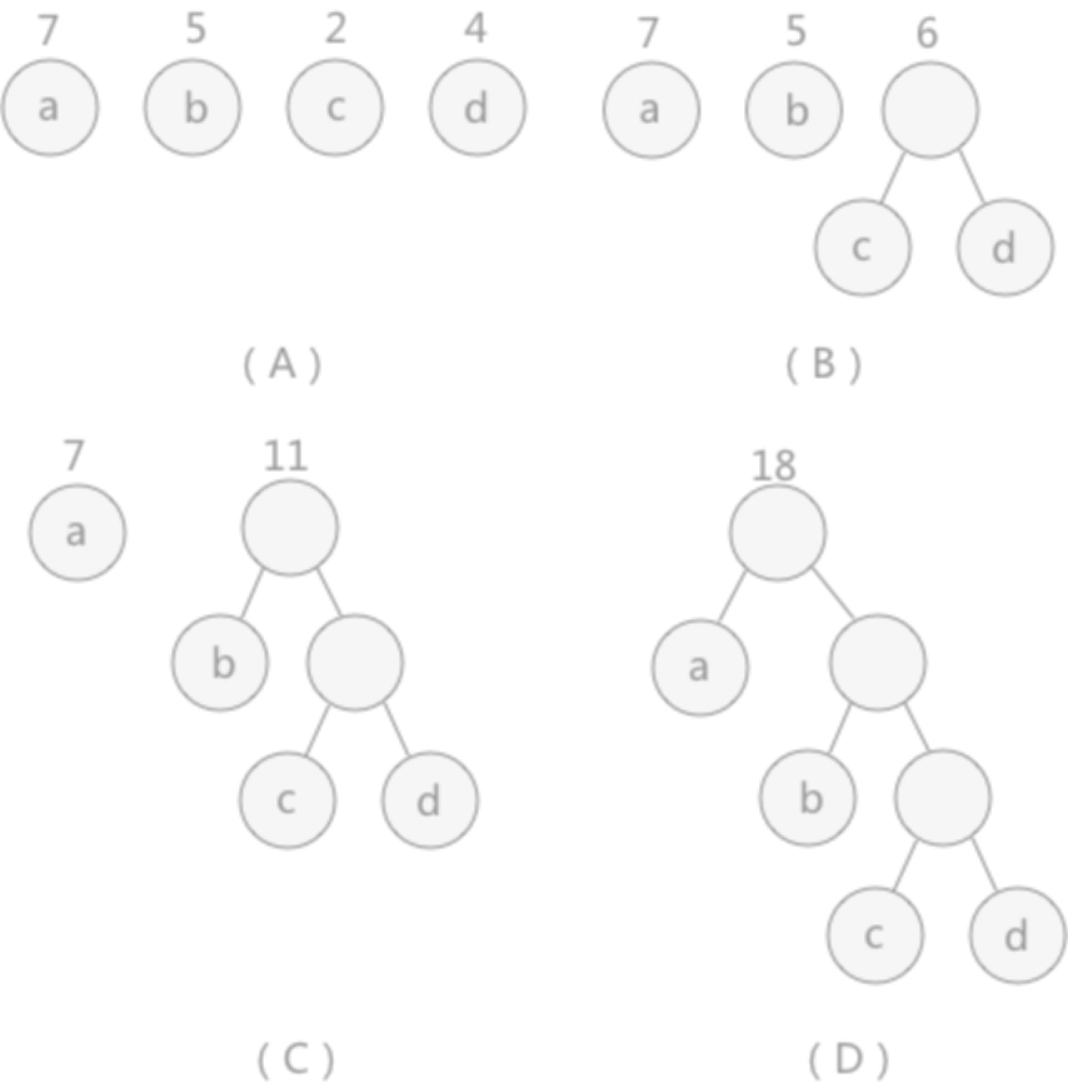 7 5 2 4
a b c d
7 5 6
a b
c d
( A )
( B )
7 11
a
b
c d
18
a
b
c d
( C )
( D )